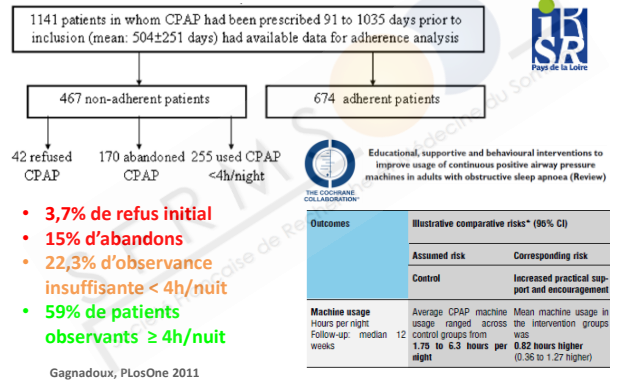 1141 patients in whom CPAP had been prescribed 91 to 1035 days prior to
inclusion (mean: 504±251 days) had available data for adherence analysis
IRSR
Pays de la Loire
467 non-adherent patients
674 adherent patients
42 refused
CPAP
170 abandoned
CPAP
255 used CPAP
<4h/night
THE COCHRANE
COLLABORATION®
Educational, supportive and behavioural interventions to
improve usage of continuous positive airway pressure
machines in adults with obstructive sleep apnoea (Review)
• 3,7% de refus initial
• 15% d'abandons
• 22,3% d'observance
insuffisante < 4h/nuit
• 59% de patients
observants ≥ 4h/nuit
Gagnadoux, PLosOne 2011
Outcomes
Illustrative comparative risks* (95% CI)
Assumed risk
Corresponding risk
Control
Increased practical sup-
port and encouragement
Machine usage
Hours per night
Follow-up: median 12
weeks
Average CPAP machine
usage ranged across
control groups from
1.75 to 6.3 hours per
night
Mean machine usage in
the intervention groups
was
0.82 hours higher
(0.36 to 1.27 higher)
SFRMS